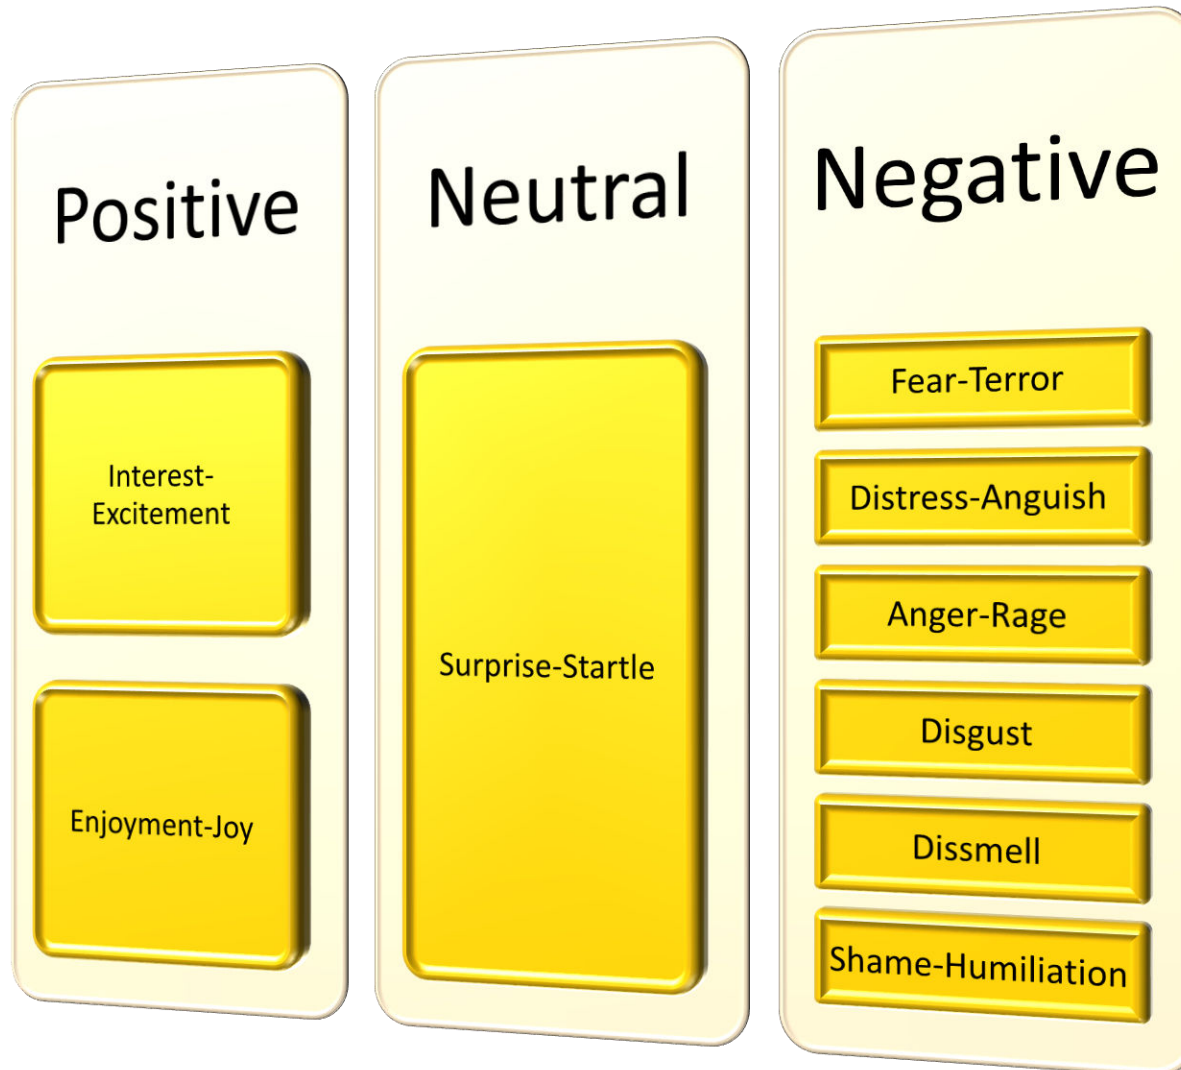 Positive
Interest-
Excitement
Enjoyment-Joy
Neutral
Surprise-Startle
Negative
Fear-Terror
Distress-Anguish
Anger-Rage
Disgust
Dissmell
Shame-Humiliation